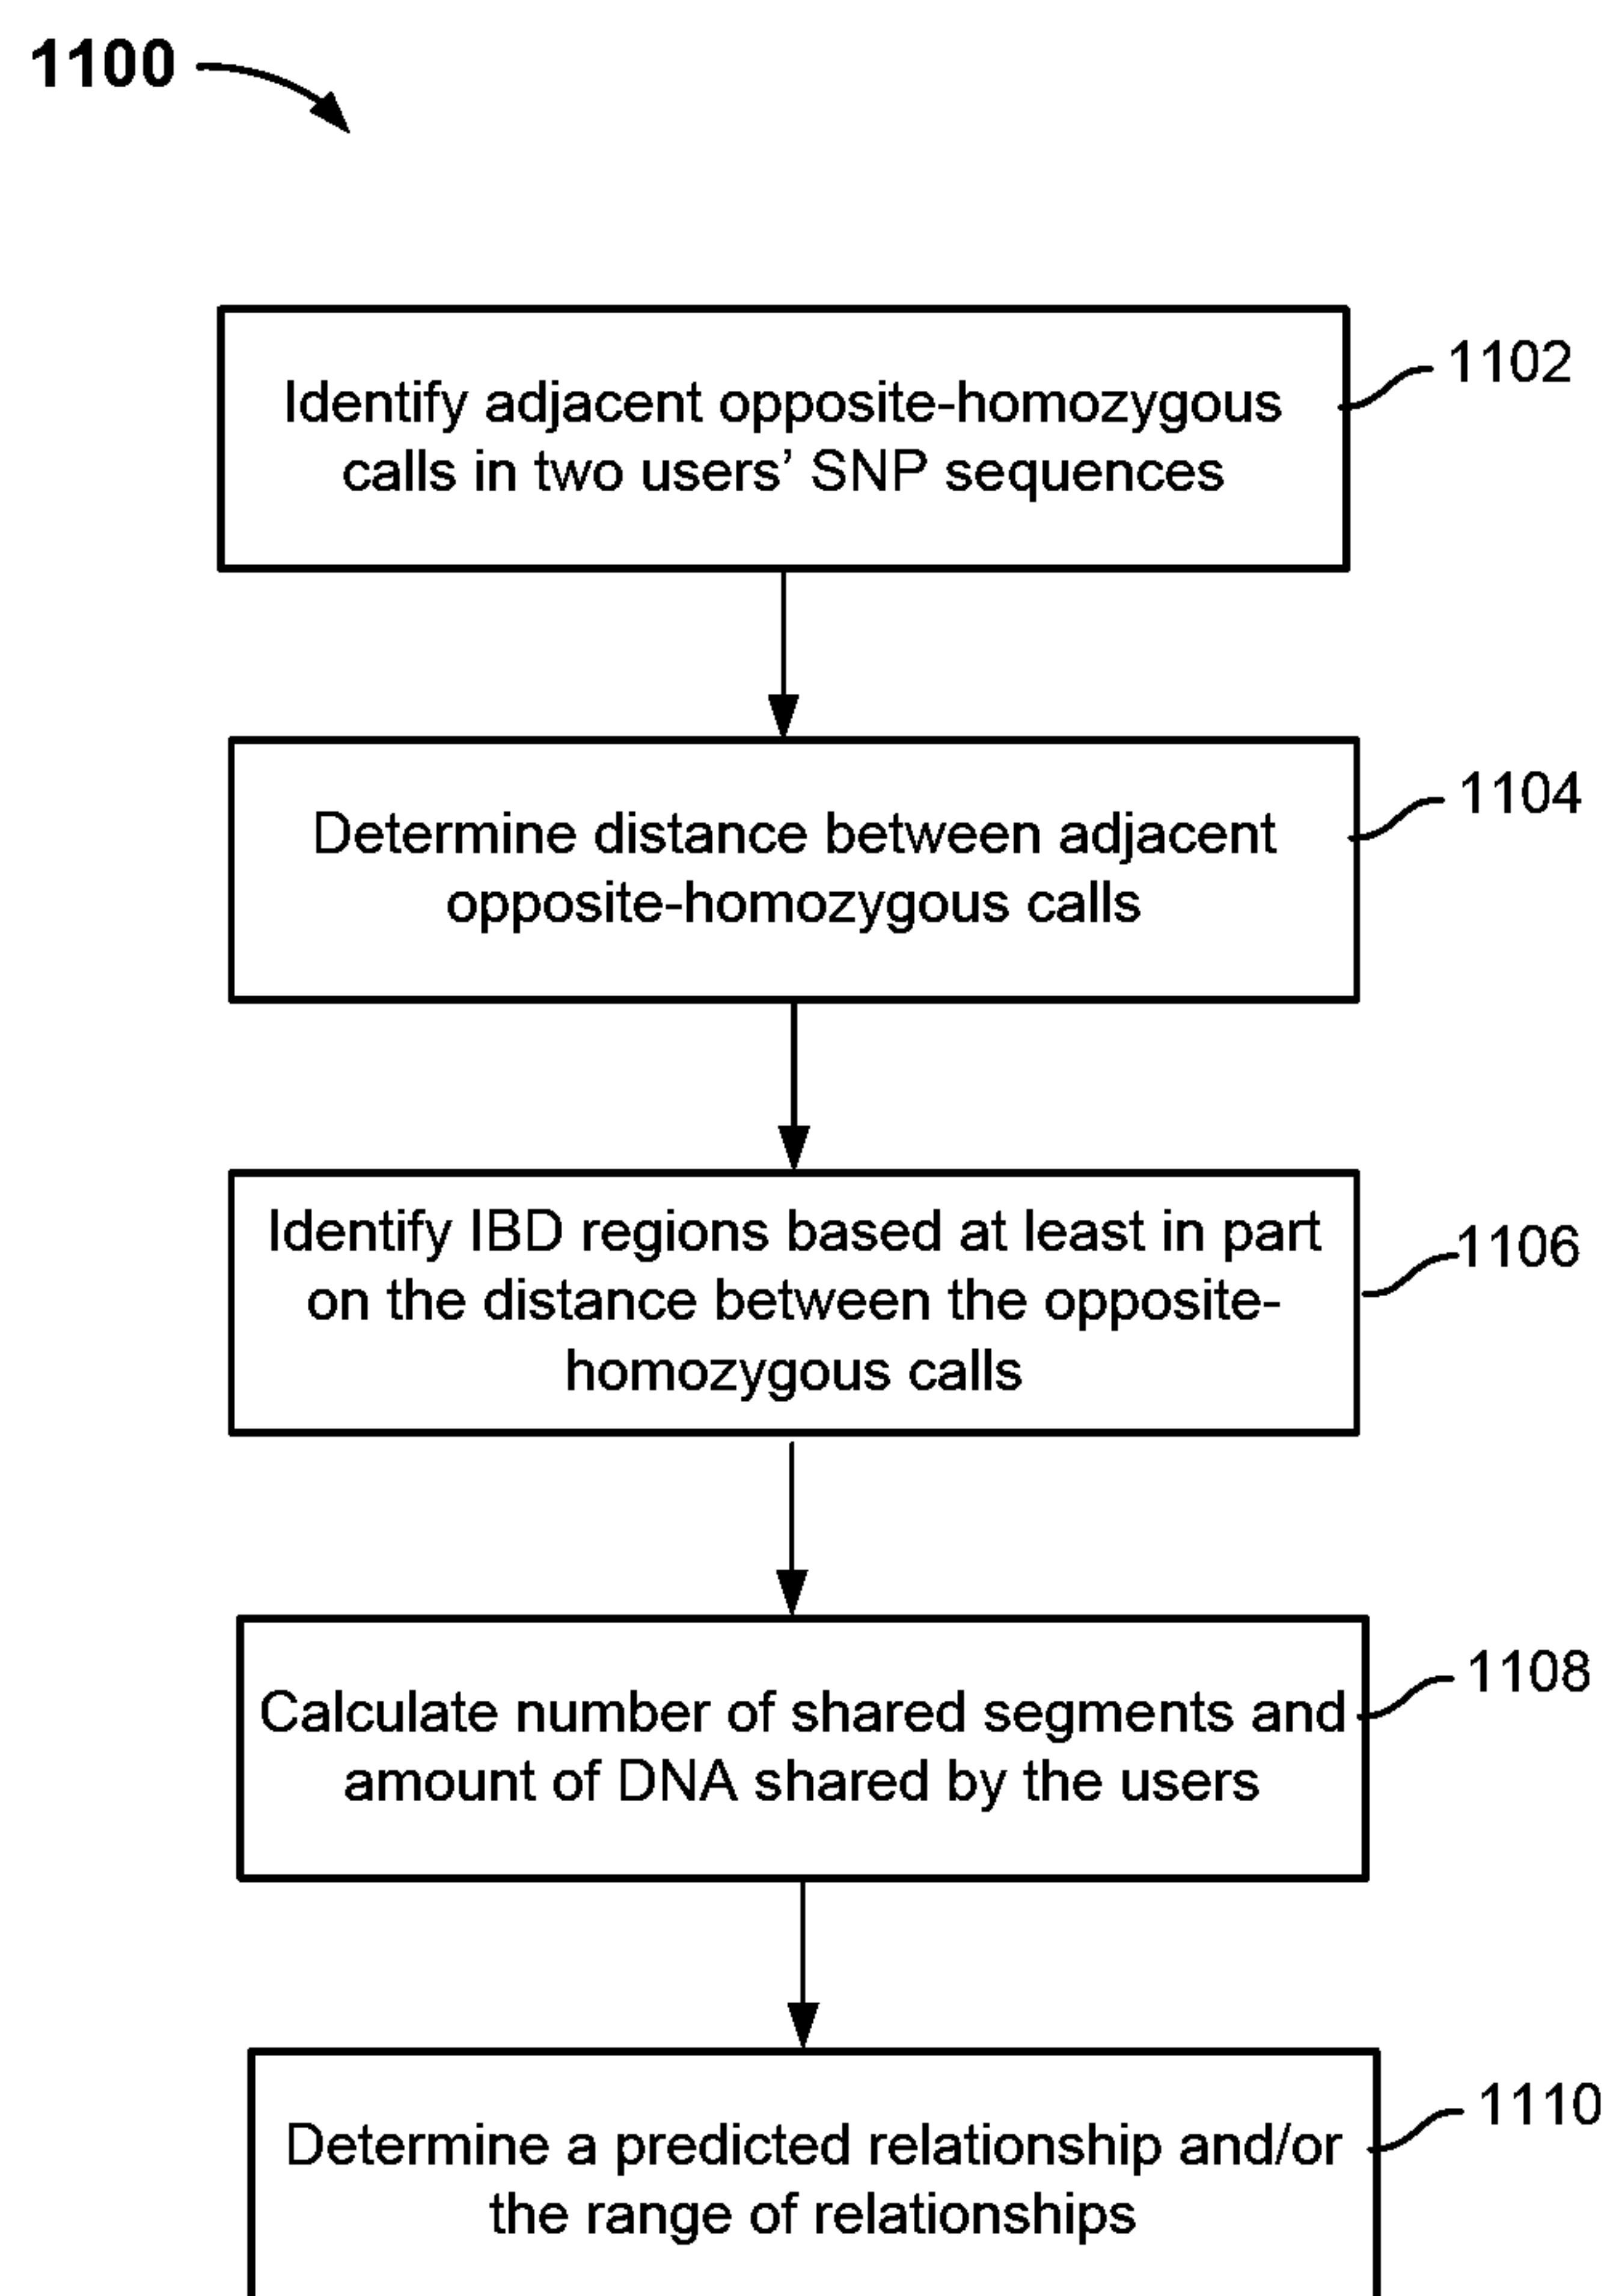 1100
Identify adjacent opposite-homozygous
calls in two users' SNP sequences
1102
Determine distance between adjacent
opposite-homozygous calls
1104
Identify IBD regions based at least in part
on the distance between the opposite-
homozygous calls
1106
Calculate number of shared segments and
amount of DNA shared by the users
1108
Determine a predicted relationship and/or
the range of relationships
1110